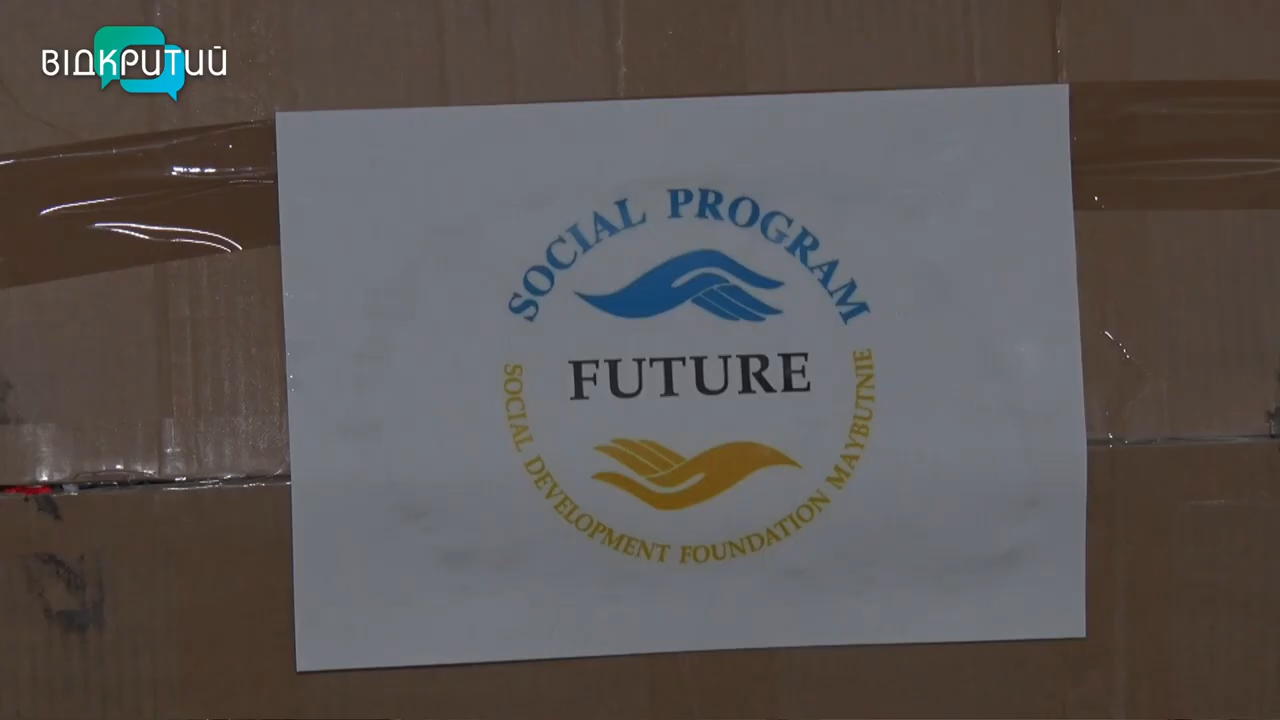 ВІДКРИТИЙ
SOCIAL PROGRAM
FUTURE
SOCIAL DEVELOPMENT FOUNDATION MAYBUTNIE